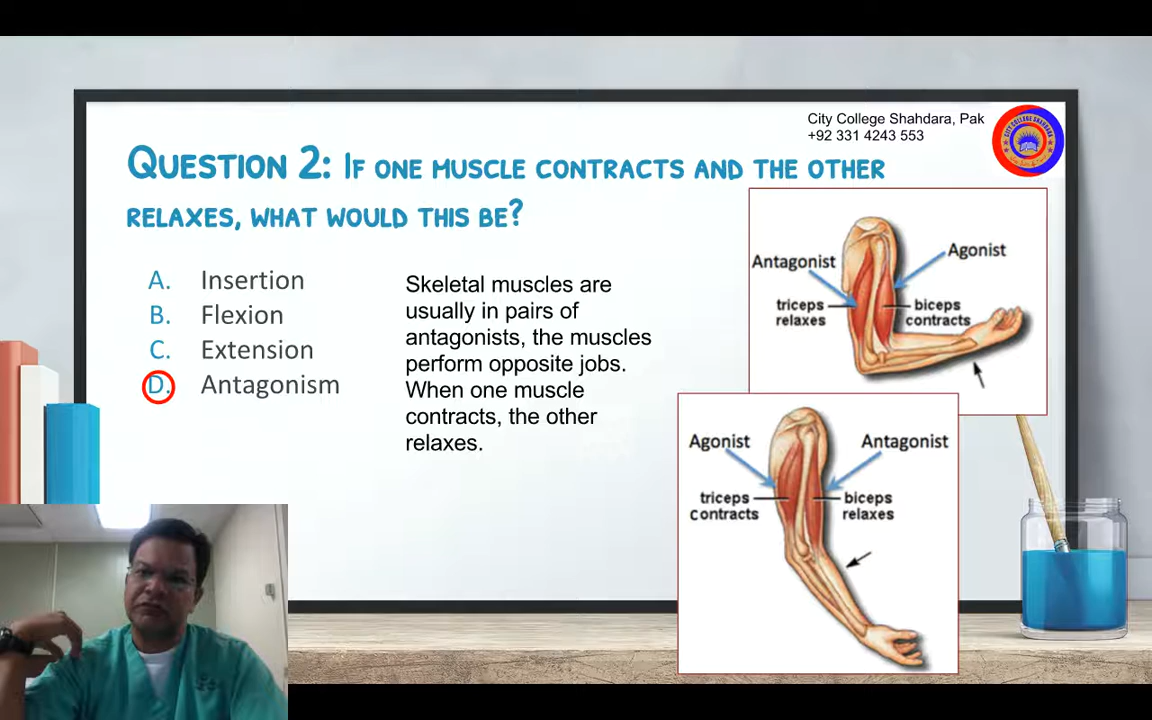 City College Shahdara, Pak
+92 331 4243 553
CITY COLLEGE SHAHDARA
QUESTION 2: IF ONE MUSCLE CONTRACTS AND THE OTHER
RELAXES, WHAT WOULD THIS BE?
A. Insertion
B. Flexion
C. Extension
D. Antagonism
Skeletal muscles are
usually in pairs of
antagonists, the muscles
perform opposite jobs.
When one muscle
contracts, the other
relaxes.
Antagonist
Agonist
triceps
relaxes
biceps
contracts
Agonist
Antagonist
triceps
contracts
biceps
relaxes